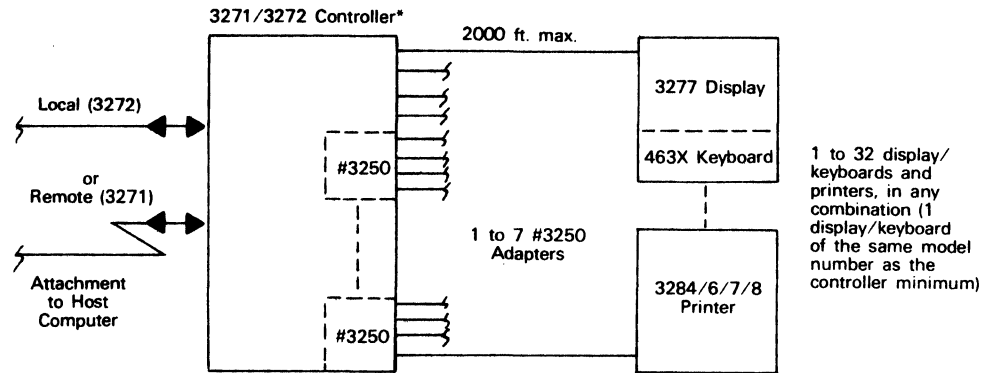 3271/3272 Controller*
2000 ft. max.
3277 Display
463X Keyboard
Local (3272)
or
Remote (3271)
Attachment
to Host
Computer
#3250
#3250
1 to 7 #3250
Adapters
3284/6/7/8
Printer
1 to 32 display/
keyboards and
printers, in any
combination (1
display/keyboard
of the same model
number as the
controller minimum)